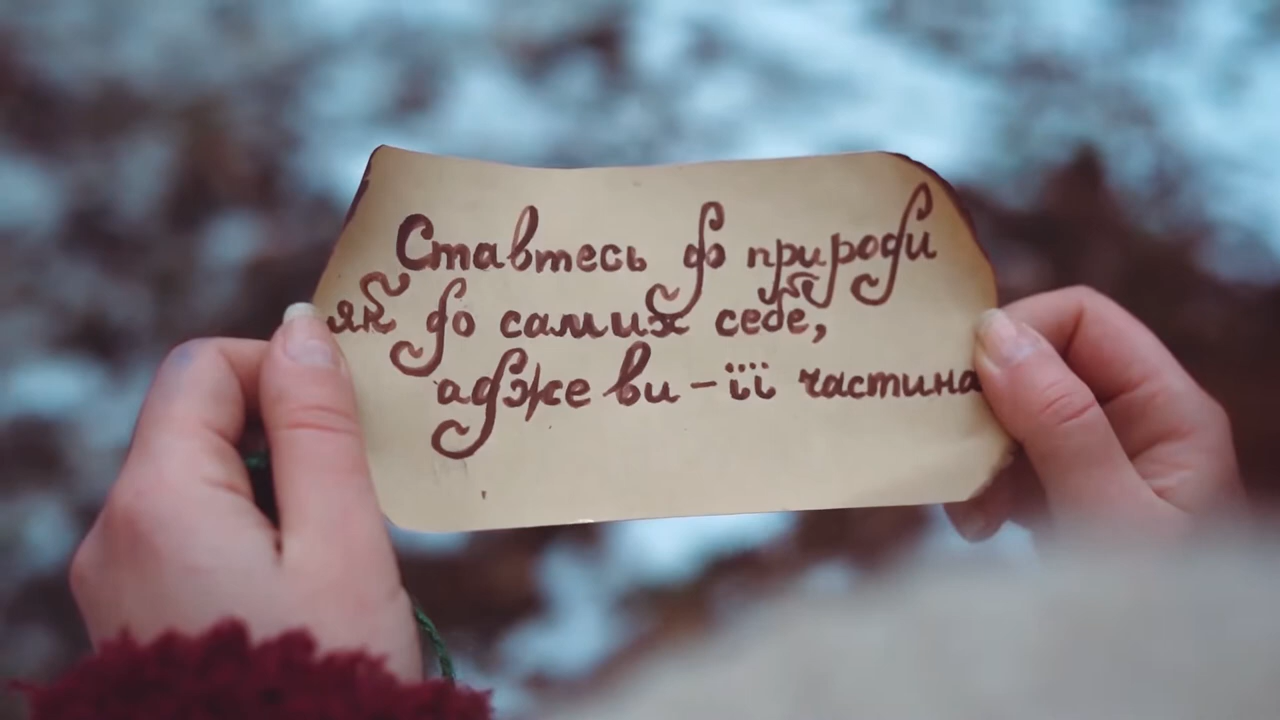 Ставтесь до природи
як до самих себе,
адже ви - її частина